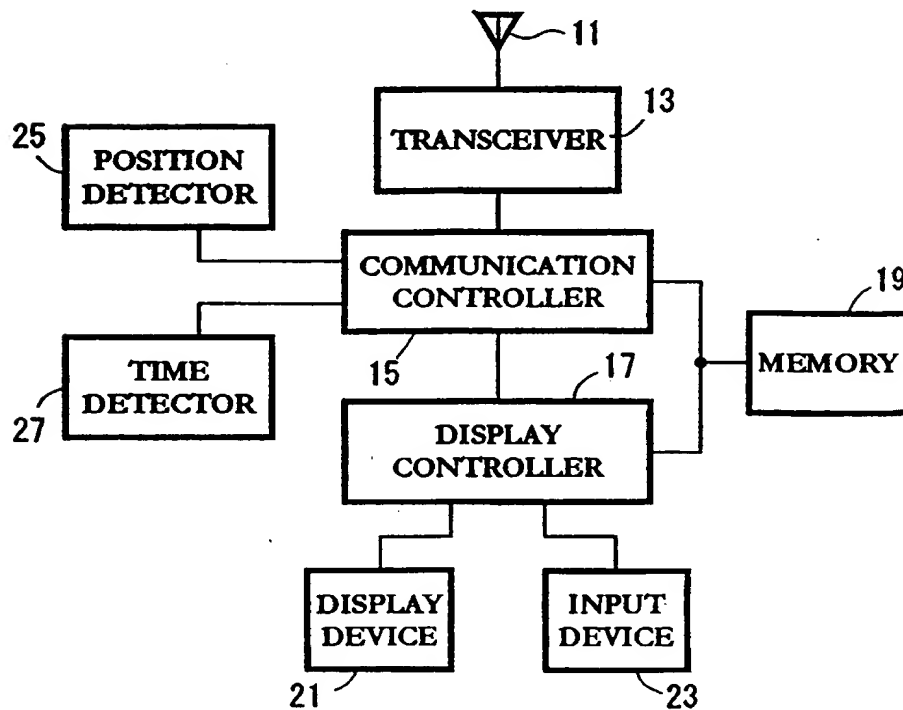 11
13
TRANSCEIVER
25
POSITION
DETECTOR
COMMUNICATION
CONTROLLER
15
19
MEMORY
TIME
DETECTOR
27
17
DISPLAY
CONTROLLER
DISPLAY
DEVICE
21
INPUT
DEVICE
23